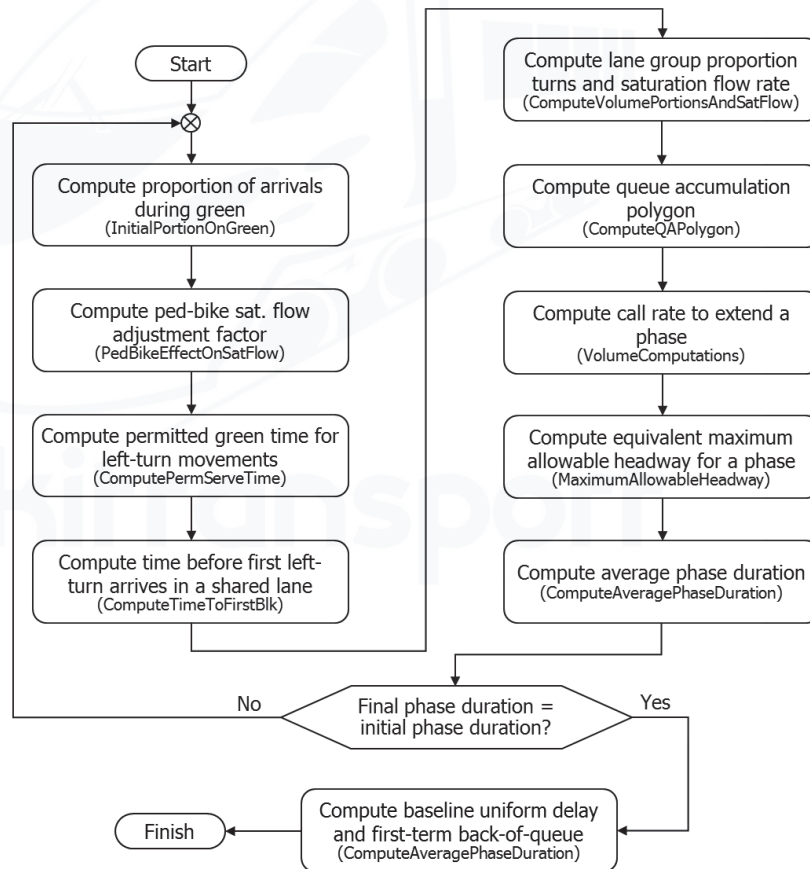 Start
Compute proportion of arrivals
during green
(InitialPortionOnGreen)
Compute ped-bike sat. flow
adjustment factor
(PedBikeEffectOnSatFlow)
Compute permitted green time for
left-turn movements
(ComputePermServeTime)
Compute time before first left-
turn arrives in a shared lane
(ComputeTimeToFirstBlk)
Compute lane group proportion
turns and saturation flow rate
(ComputeVolumePortionsAndSatFlow)
Compute queue accumulation
polygon
(ComputeQAPolygon)
Compute call rate to extend a
phase
(VolumeComputations)
Compute equivalent maximum
allowable headway for a phase
(MaximumAllowableHeadway)
Compute average phase duration
(ComputeAveragePhaseDuration)
No
Final phase duration =
initial phase duration?
Yes
Compute baseline uniform delay
and first-term back-of-queue
(ComputeAveragePhaseDuration)
Finish